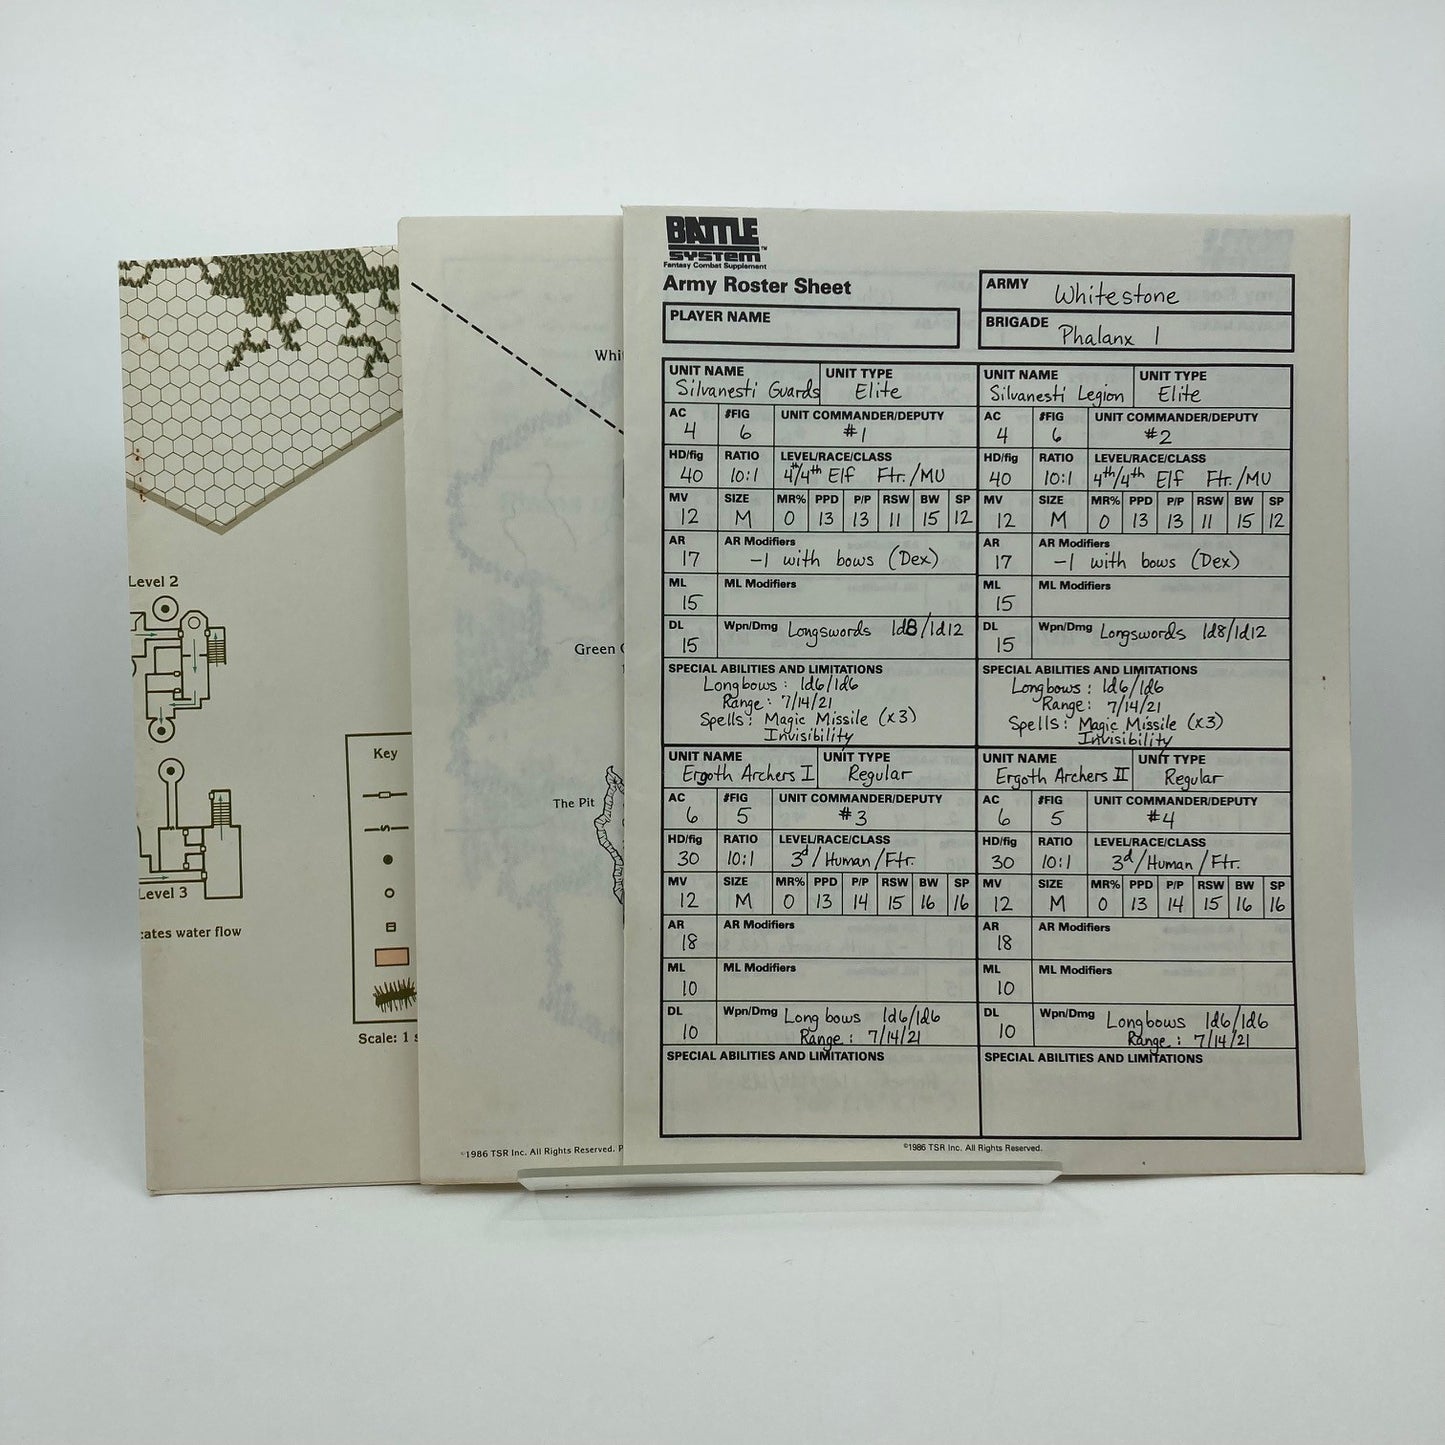 Level 2
Level 3
water flow
Key
Scale: 1
The Pit
Green
©1986 TSR Inc. All Rights Reserved.
BATTLE
SYSTEM™
Fantasy Combat Supplement
Army Roster Sheet
PLAYER NAME
ARMY Whitestone
BRIGADE Phalanx 1
UNIT NAME UNIT TYPE
Silvanesti Guards Elite
AC #FIG UNIT COMMANDER/DEPUTY
4 6 #1
HD/fig RATIO LEVEL/RACE/CLASS
40 10:1 4th/4th Elf Ftr./MU
MV SIZE MR% PPD P/P RSW BW SP
12 M 0 13 13 11 15 12
AR AR Modifiers
17 -1 with bows (Dex)
ML ML Modifiers
15
DL Wpn/Dmg Longswords 1d8/1d12
15
SPECIAL ABILITIES AND LIMITATIONS
Longbows: 1d6/1d6
Range: 7/14/21
Spells: Magic Missile (x3)
Invisibility
UNIT NAME UNIT TYPE
Silvanesti Legion Elite
AC #FIG UNIT COMMANDER/DEPUTY
4 6 #2
HD/fig RATIO LEVEL/RACE/CLASS
40 10:1 4th/4th Elf Ftr./MU
MV SIZE MR% PPD P/P RSW BW SP
12 M 0 13 13 11 15 12
AR AR Modifiers
17 -1 with bows (Dex)
ML ML Modifiers
15
DL Wpn/Dmg Longswords 1d8/1d12
15
SPECIAL ABILITIES AND LIMITATIONS
Longbows: 1d6/1d6
Range: 7/14/21
Spells: Magic Missile (x3)
Invisibility
UNIT NAME UNIT TYPE
Ergoth Archers I Regular
AC #FIG UNIT COMMANDER/DEPUTY
6 5 #3
HD/fig RATIO LEVEL/RACE/CLASS
30 10:1 3d/Human/Ftr.
MV SIZE MR% PPD P/P RSW BW SP
12 M 0 13 14 15 16 16
AR AR Modifiers
18
ML ML Modifiers
10
DL Wpn/Dmg Longbows 1d6/1d6
10 Range: 7/14/21
SPECIAL ABILITIES AND LIMITATIONS
UNIT NAME UNIT TYPE
Ergoth Archers II Regular
AC #FIG UNIT COMMANDER/DEPUTY
6 5 #4
HD/fig RATIO LEVEL/RACE/CLASS
30 10:1 3d/Human/Ftr.
MV SIZE MR% PPD P/P RSW BW SP
12 M 0 13 14 15 16 16
AR AR Modifiers
18
ML ML Modifiers
10
DL Wpn/Dmg Longbows 1d6/1d6
10 Range: 7/14/21
SPECIAL ABILITIES AND LIMITATIONS
©1986 TSR Inc. All Rights Reserved.